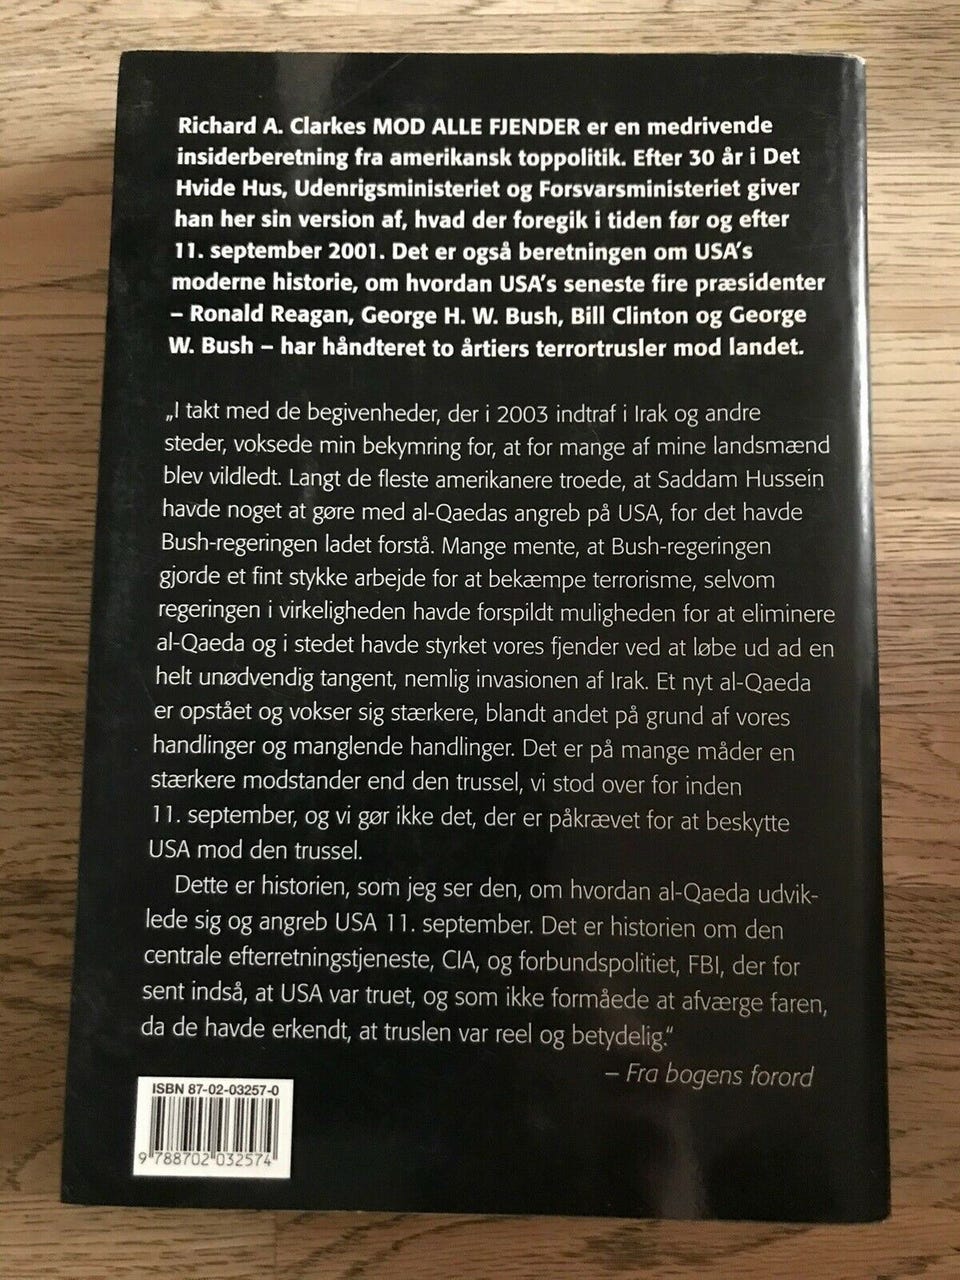 Richard A. Clarkes MOD ALLE FJENDER er en medrivende
insiderberetning fra amerikansk toppolitik. Efter 30 år i Det
Hvide Hus, Udenrigsministeriet og Forsvarsministeriet giver
han her sin version af, hvad der foregik i tiden før og efter
11. september 2001. Det er også beretningen om USA's
moderne historie, om hvordan USA's seneste fire præsidenter
– Ronald Reagan, George H. W. Bush, Bill Clinton og George
W. Bush – har håndteret to årtiers terrortrusler mod landet.
„I takt med de begivenheder, der i 2003 indtraf i Irak og andre
steder, voksede min bekymring for, at for mange af mine landsmænd
blev vildledt. Langt de fleste amerikanere troede, at Saddam Hussein
havde noget at gøre med al-Qaedas angreb på USA, for det havde
Bush-regeringen ladet forstå. Mange mente, at Bush-regeringen
gjorde et fint stykke arbejde for at bekæmpe terrorisme, selvom
regeringen i virkeligheden havde forspildt muligheden for at eliminere
al-Qaeda og i stedet havde styrket vores fjender ved at løbe ud ad en
helt unødvendig tangent, nemlig invasionen af Irak. Et nyt al-Qaeda
er opstået og vokser sig stærkere, blandt andet på grund af vores
handlinger og manglende handlinger. Det er på mange måder en
stærkere modstander end den trussel, vi stod over for inden
11. september, og vi gør ikke det, der er påkrævet for at beskytte
USA mod den trussel.
Dette er historien, som jeg ser den, om hvordan al-Qaeda udvik-
lede sig og angreb USA 11. september. Det er historien om den
centrale efterretningstjeneste, CIA, og forbundspolitiet, FBI, der for
sent indså, at USA var truet, og som ikke formåede at afværge faren,
da de havde erkendt, at truslen var reel og betydelig."
– Fra bogens forord
ISBN 87-02-03257-0
9 788702 032574